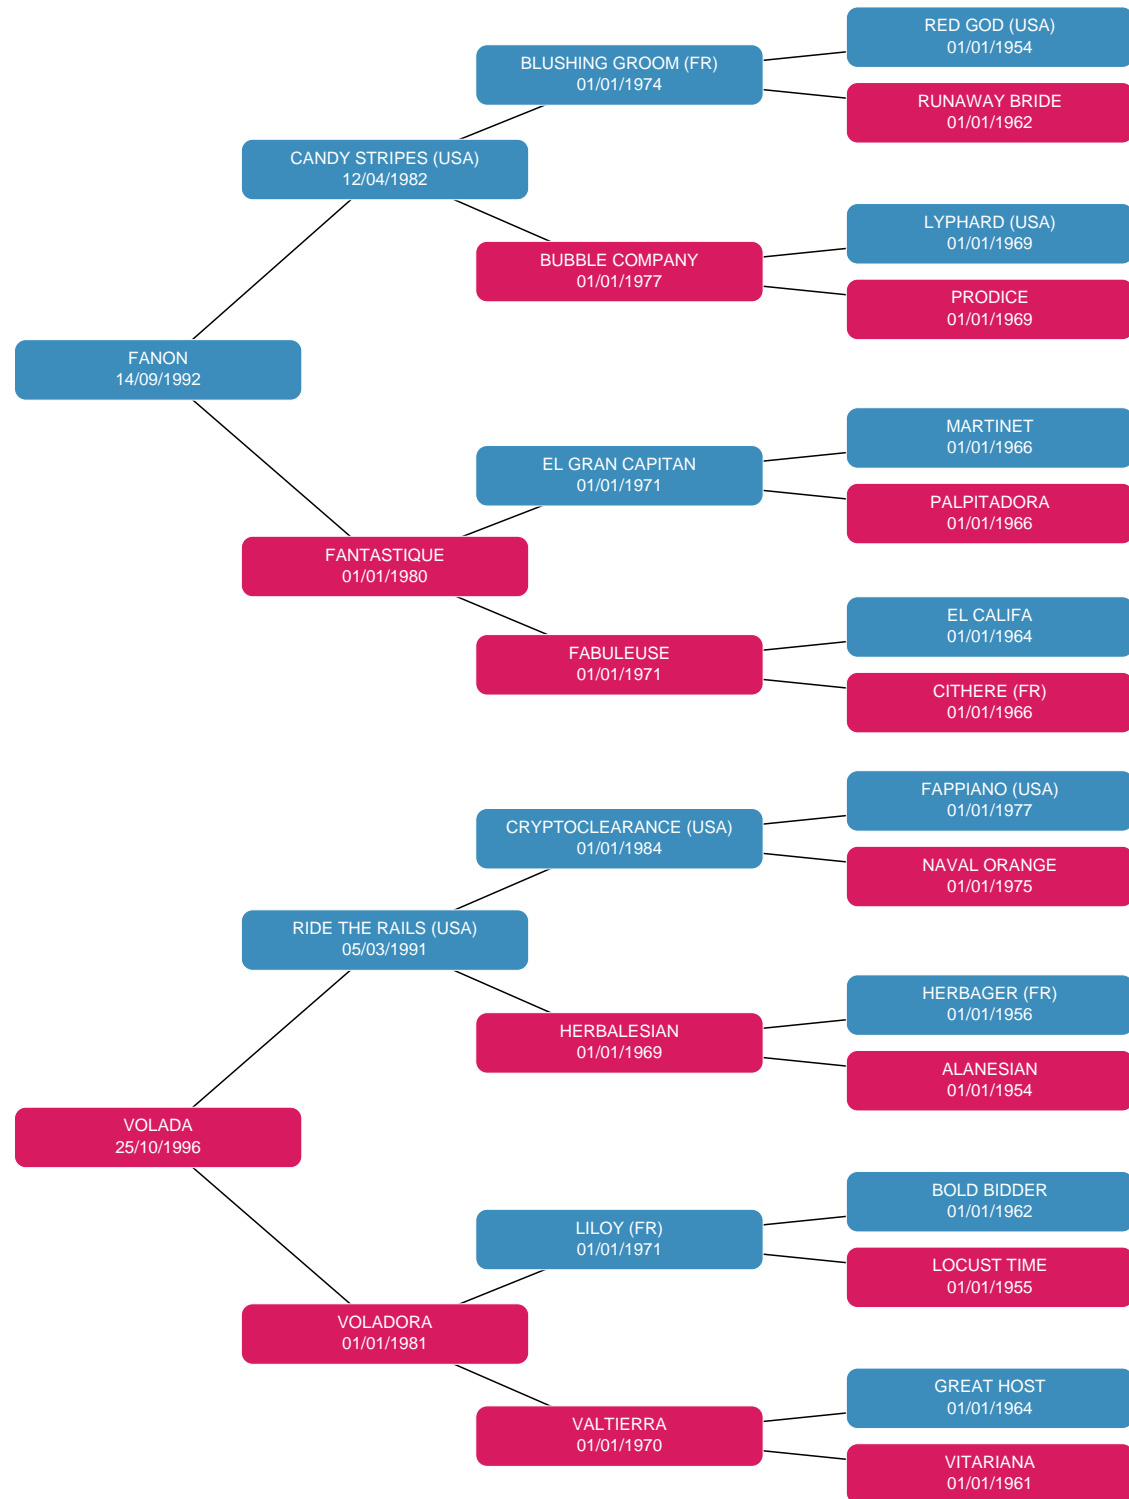 RED GOD (USA)
01/01/1954
BLUSHING GROOM (FR)
01/01/1974
RUNAWAY BRIDE
01/01/1962
CANDY STRIPES (USA)
12/04/1982
LYPHARD (USA)
01/01/1969
BUBBLE COMPANY
01/01/1977
PRODICE
01/01/1969
FANON
14/09/1992
MARTINET
01/01/1966
EL GRAN CAPITAN
01/01/1971
PALPITADORA
01/01/1966
FANTASTIQUE
01/01/1980
EL CALIFA
01/01/1964
FABULEUSE
01/01/1971
CITHERE (FR)
01/01/1966
FAPPIANO (USA)
01/01/1977
CRYPTOCLEARANCE (USA)
01/01/1984
NAVAL ORANGE
01/01/1975
RIDE THE RAILS (USA)
05/03/1991
HERBAGER (FR)
01/01/1956
HERBALESIAN
01/01/1969
ALANESIAN
01/01/1954
VOLADA
25/10/1996
BOLD BIDDER
01/01/1962
LILOY (FR)
01/01/1971
LOCUST TIME
01/01/1955
VOLADORA
01/01/1981
GREAT HOST
01/01/1964
VALTIERRA
01/01/1970
VITARIANA
01/01/1961